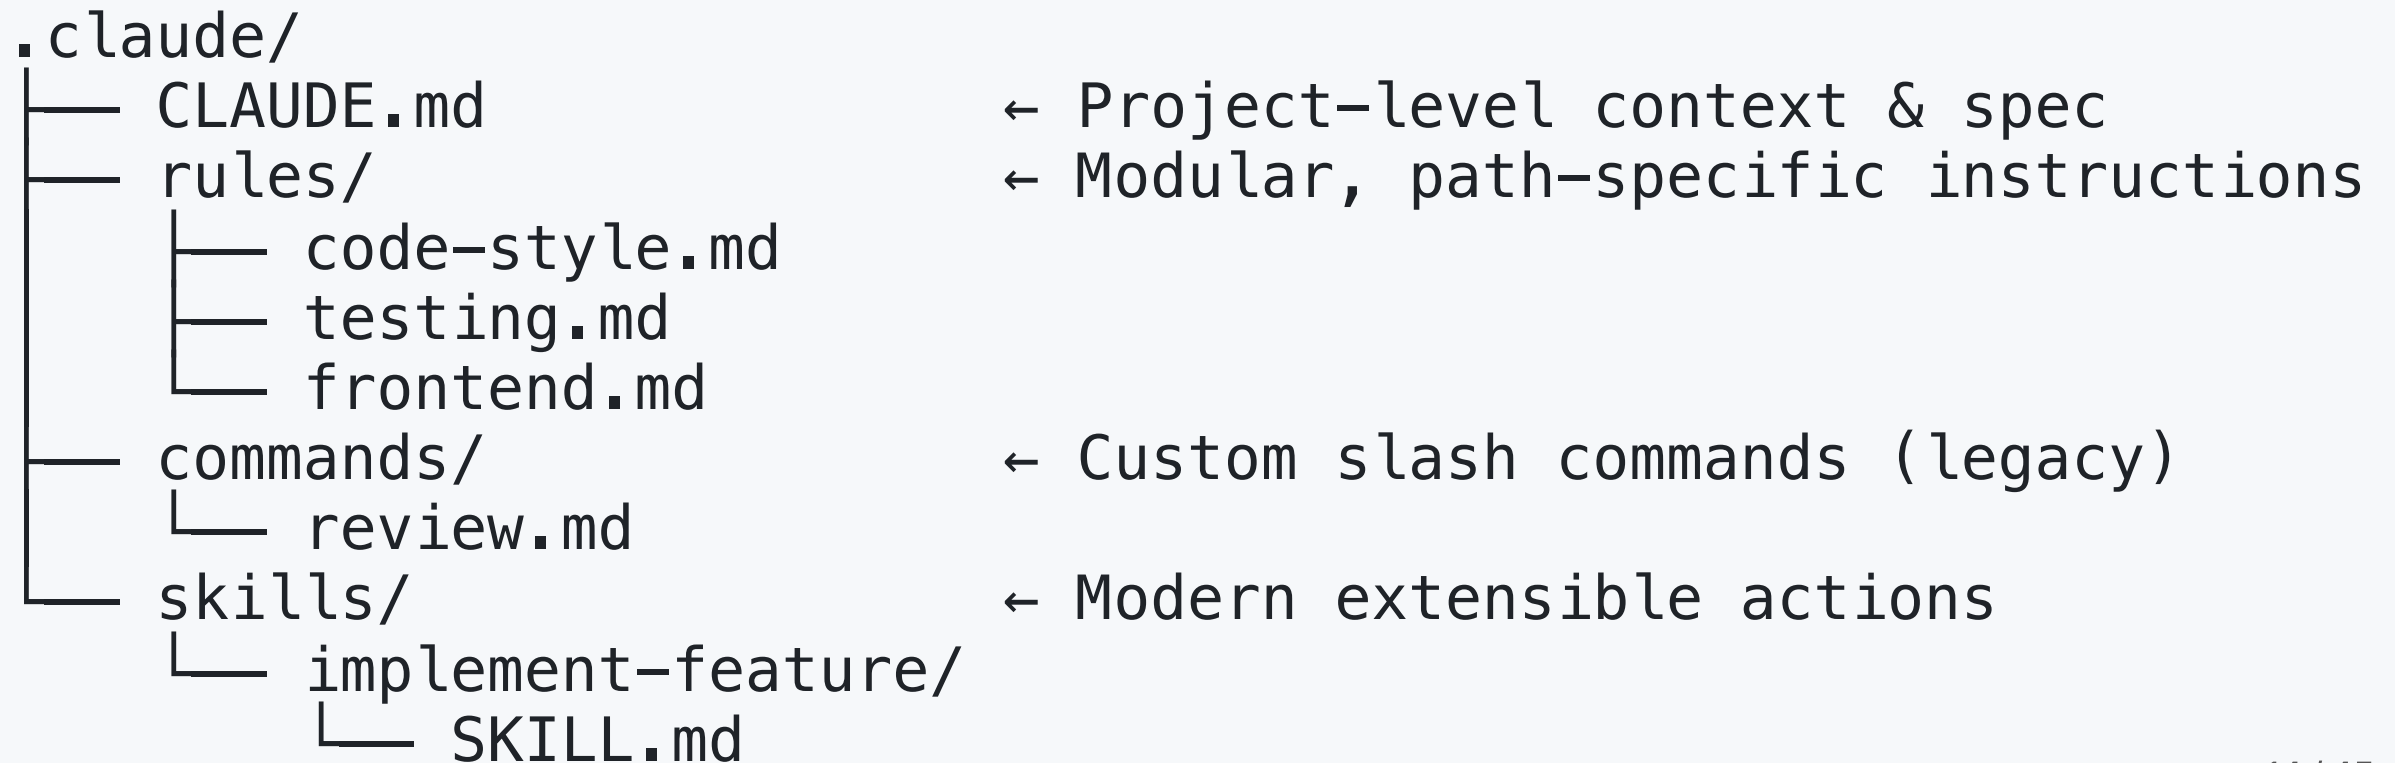 .claude/
├── CLAUDE.md ← Project-level context & spec
├── rules/ ← Modular, path-specific instructions
│   ├── code-style.md
│   ├── testing.md
│   └── frontend.md
├── commands/ ← Custom slash commands (legacy)
│   └── review.md
└── skills/ ← Modern extensible actions
    └── implement-feature/
        └── SKILL.md